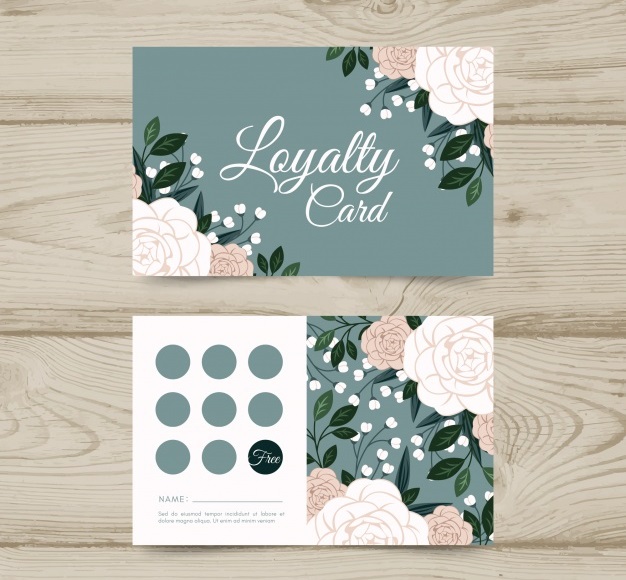 Loyalty
Card
Free
NAME:
Sed do eiusmod tempor incididunt ut labore et
dolore magna aliqua. Ut enim ad minim veniam.